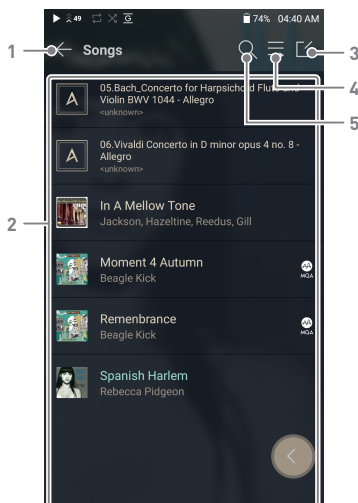 49 G 74% 04:40 AM
1 Songs 3
4
5
05.Bach_Concerto for Harpsichord Flute and
Violin BWV 1044 - Allegro
<unknown>
06.Vivaldi Concerto in D minor opus 4 no. 8 -
Allegro
<unknown>
2
In A Mellow Tone
Jackson, Hazeltine, Reedus, Gill
Moment 4 Autumn
Beagle Kick
MQA
Remenbrance
Beagle Kick
MQA
Spanish Harlem
Rebecca Pidgeon